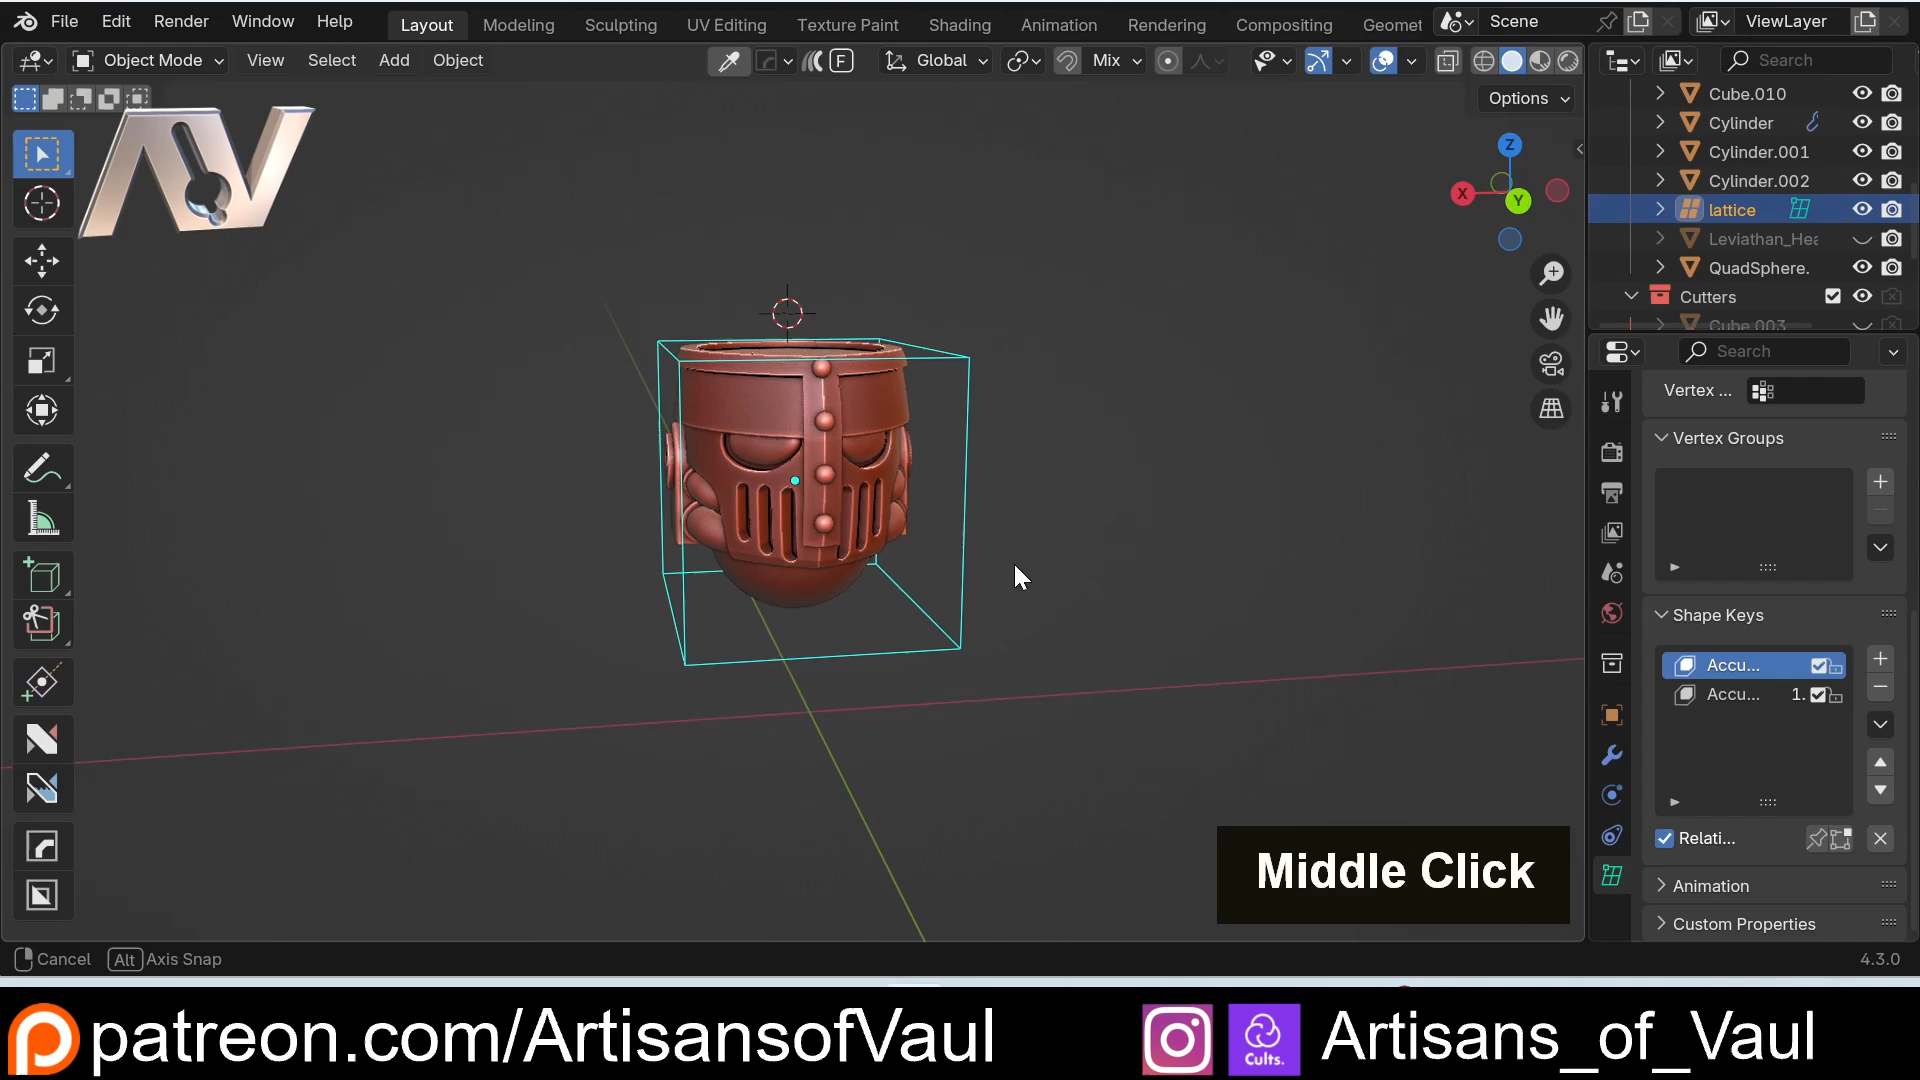 File Edit Render Window Help Layout Modeling Sculpting UV Editing Texture Paint Shading Animation Rendering Compositing Geomet Scene ViewLayer
Object Mode View Select Add Object F Global Mix Search
Options
Cube.010
Cylinder
Cylinder.001
Cylinder.002
lattice
Leviathan_Hea
QuadSphere.
Cutters
Cube.003
AV
Z
X
Y
Search
Vertex ...
Vertex Groups
Shape Keys
Accu...
Accu... 1.
Relati...
Animation
Custom Properties
Middle Click
Cancel Alt Axis Snap 4.3.0
patreon.com/ArtisansofVaul Cults. Artisans_of_Vaul